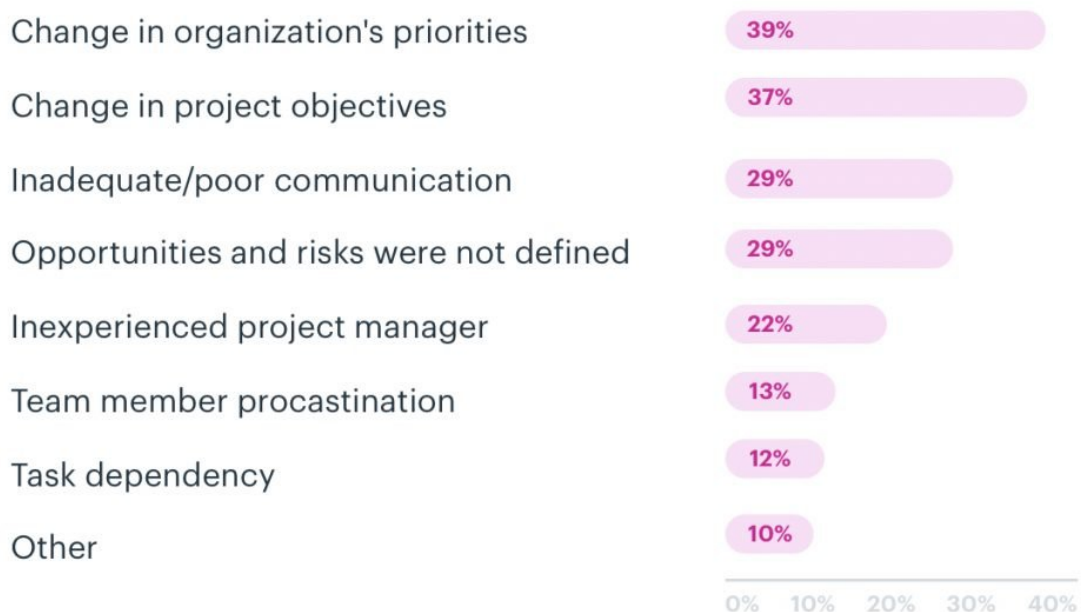 Change in organization's priorities 39%
Change in project objectives 37%
Inadequate/poor communication 29%
Opportunities and risks were not defined 29%
Inexperienced project manager 22%
Team member procastination 13%
Task dependency 12%
Other 10%
0% 10% 20% 30% 40%